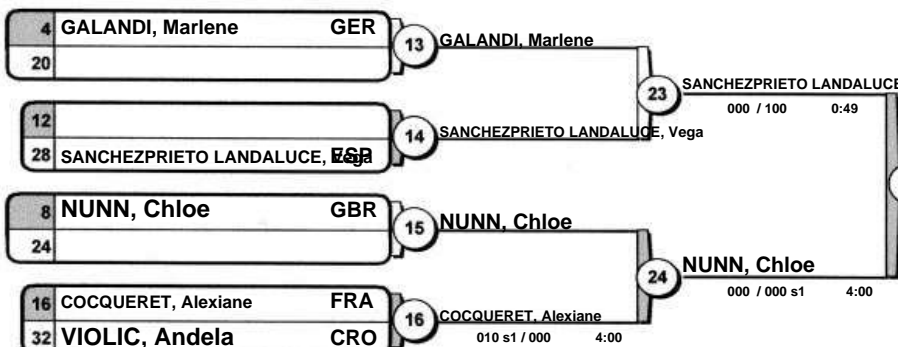 4 GALANDI, Marlene GER
20
13 GALANDI, Marlene
12
28 SANCHEZPRIETO LANDALUCE, Vega ESP
14 SANCHEZPRIETO LANDALUCE, Vega
23 SANCHEZPRIETO LANDALUCE
000 / 100 0:49
8 NUNN, Chloe GBR
24
15 NUNN, Chloe
16 COCQUERET, Alexiane FRA
32 VIOLIC, Andela CRO
16 COCQUERET, Alexiane
010 s1 / 000 4:00
24 NUNN, Chloe
000 / 000 s1 4:00